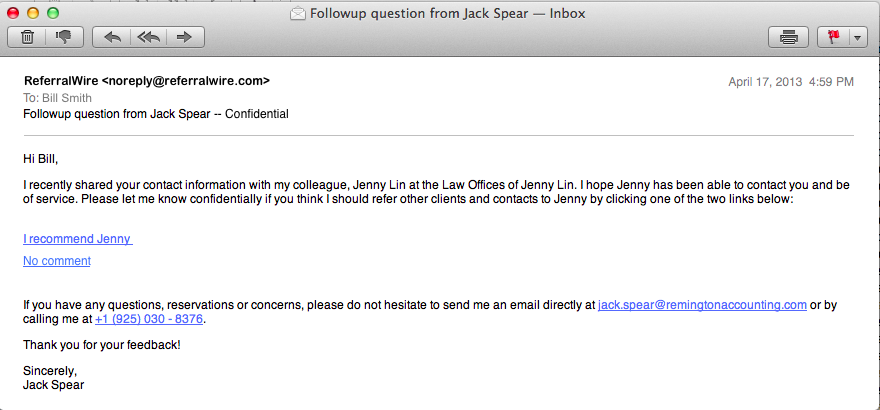 Followup question from Jack Spear — Inbox
ReferralWire <noreply@referralwire.com>
April 17, 2013 4:59 PM
To: Bill Smith
Followup question from Jack Spear -- Confidential
Hi Bill,
I recently shared your contact information with my colleague, Jenny Lin at the Law Offices of Jenny Lin. I hope Jenny has been able to contact you and be
of service. Please let me know confidentially if you think I should refer other clients and contacts to Jenny by clicking one of the two links below:
I recommend Jenny
No comment
If you have any questions, reservations or concerns, please do not hesitate to send me an email directly at jack.spear@remingtonaccounting.com or by
calling me at +1 (925) 030 - 8376.
Thank you for your feedback!
Sincerely,
Jack Spear